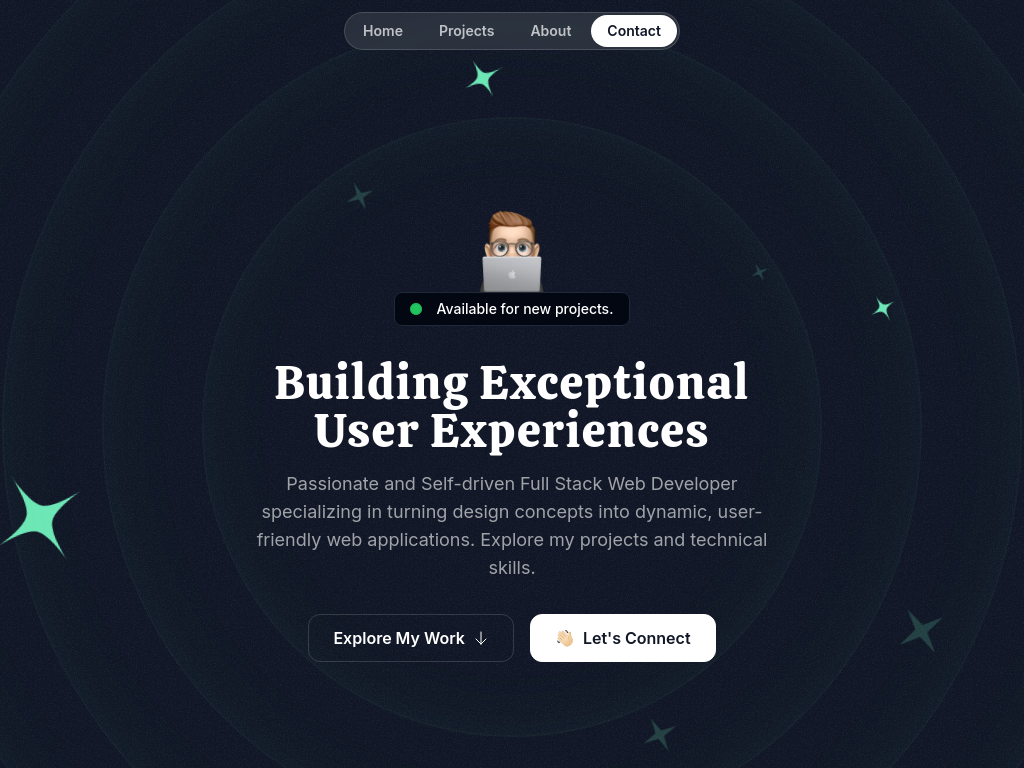 Home Projects About Contact
Available for new projects.
Building Exceptional
User Experiences
Passionate and Self-driven Full Stack Web Developer
specializing in turning design concepts into dynamic, user-
friendly web applications. Explore my projects and technical
skills.
Explore My Work ↓ 👋🏻 Let's Connect